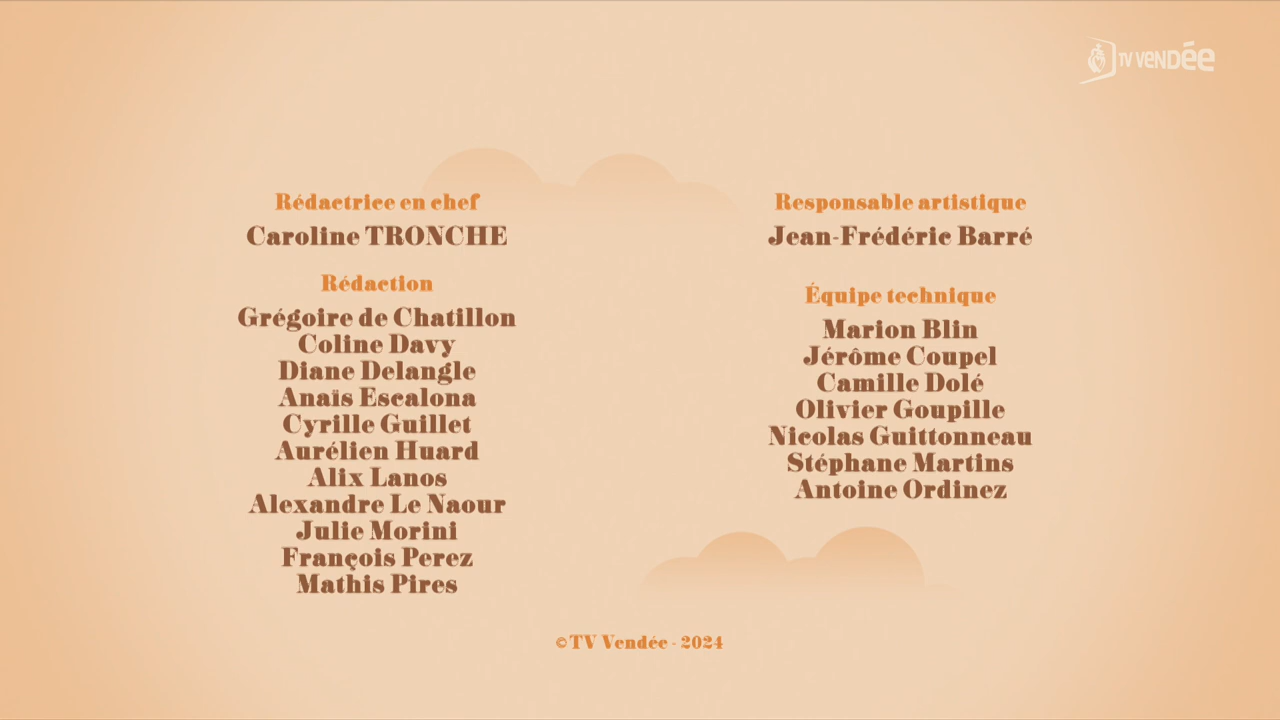 TV VENDÉE
Rédactrice en chef
Caroline TRONCHE
Rédaction
Grégoire de Chatillon
Coline Davy
Diane Delangle
Anaïs Escalona
Cyrille Guillet
Aurélien Huard
Alix Lanos
Alexandre Le Naour
Julie Morini
François Perez
Mathis Pires
Responsable artistique
Jean-Frédéric Barré
Équipe technique
Marion Blin
Jérôme Coupel
Camille Dolé
Olivier Goupille
Nicolas Guittonneau
Stéphane Martins
Antoine Ordinez
©TV Vendée - 2024